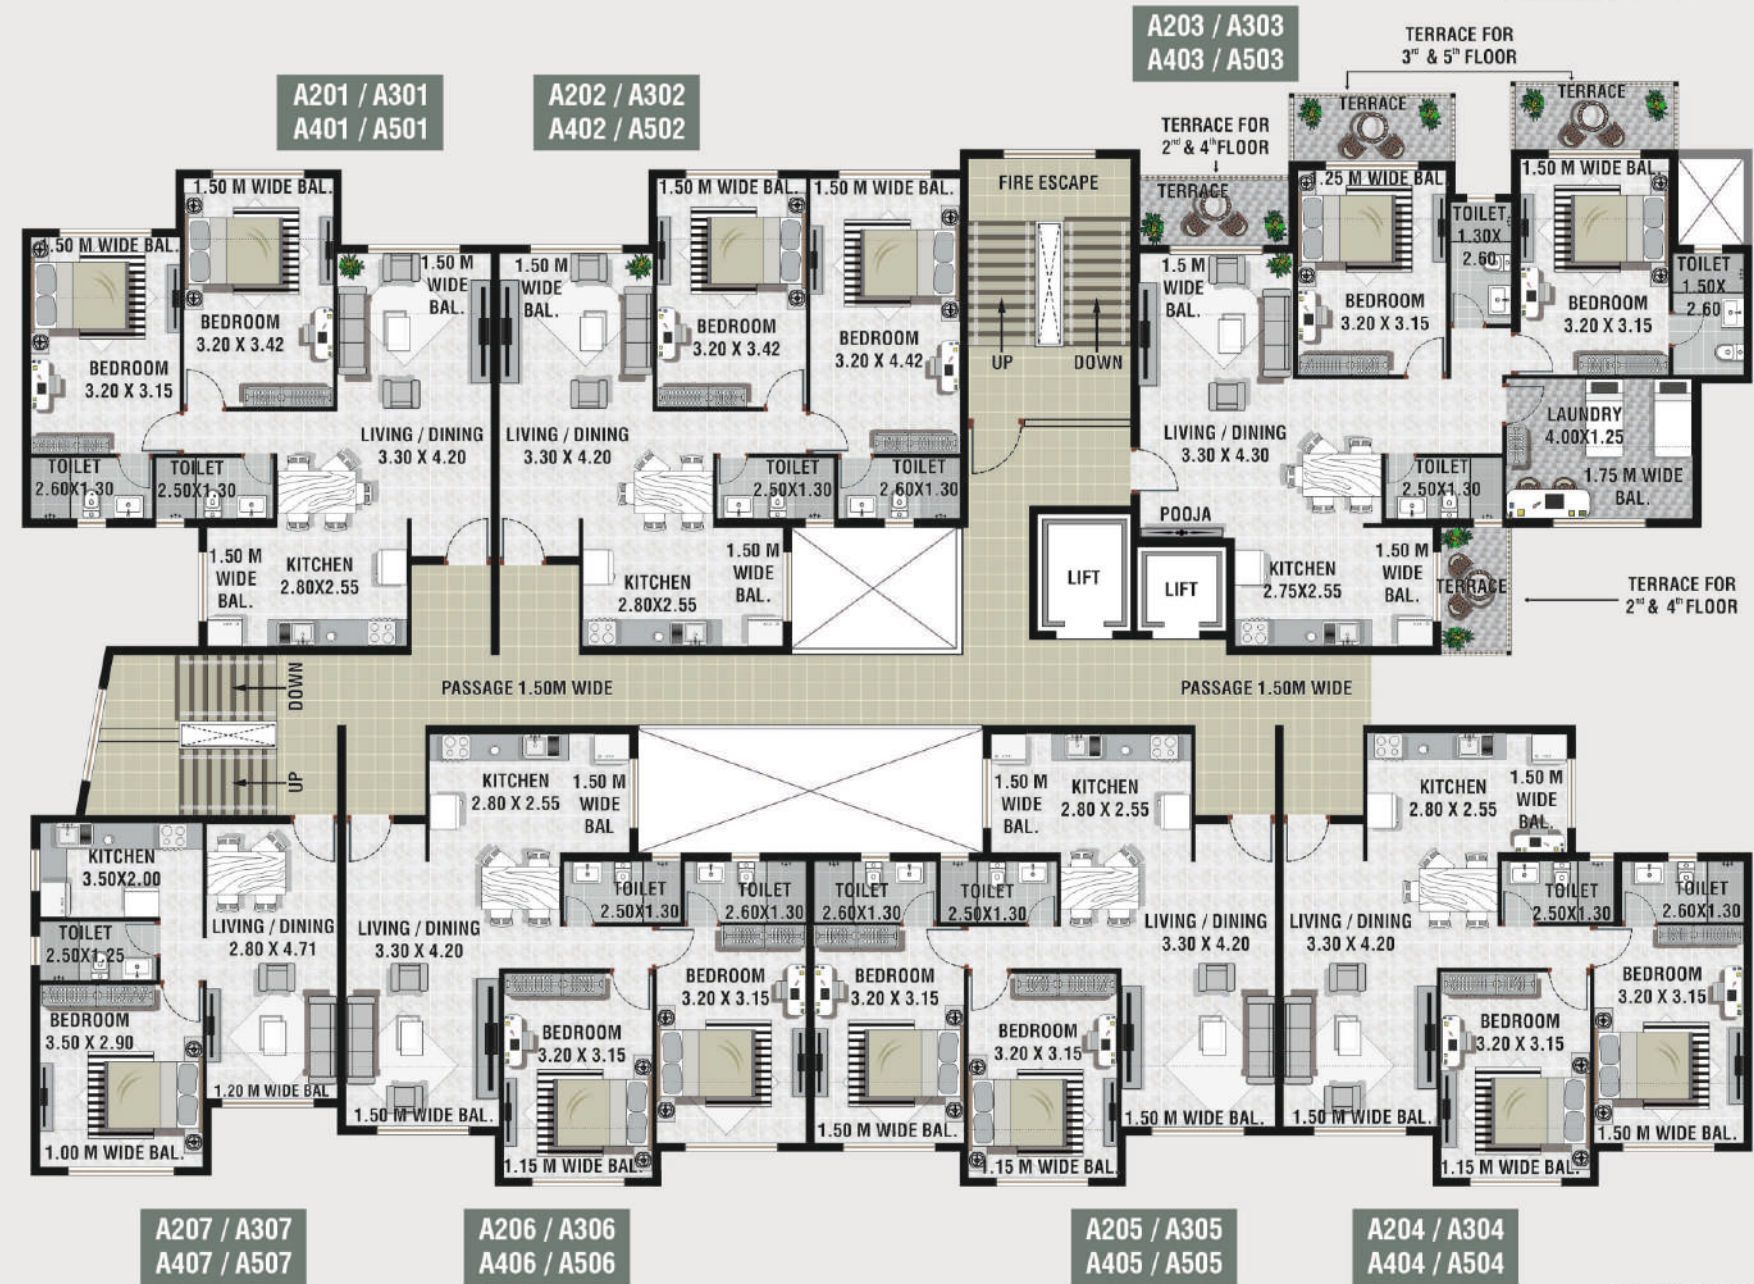 A201 / A301
A401 / A501
A202 / A302
A402 / A502
A203 / A303
A403 / A503
TERRACE FOR
3rd & 5th FLOOR
TERRACE FOR
2nd & 4th FLOOR
TERRACE
TERRACE
TERRACE
1.50 M WIDE BAL.
1.50 M WIDE BAL.
BEDROOM
3.20 X 3.42
BEDROOM
3.20 X 3.15
1.50 M
WIDE
BAL.
LIVING / DINING
3.30 X 4.20
TOILET
2.60X1.30
TOILET
2.50X1.30
1.50 M
WIDE
BAL.
KITCHEN
2.80X2.55
1.50 M WIDE BAL.
1.50 M WIDE BAL.
1.50 M
WIDE
BAL.
BEDROOM
3.20 X 3.42
BEDROOM
3.20 X 4.42
LIVING / DINING
3.30 X 4.20
TOILET
2.50X1.30
TOILET
2.60X1.30
KITCHEN
2.80X2.55
1.50 M
WIDE
BAL.
FIRE ESCAPE
UP
DOWN
1.25 M WIDE BAL.
1.50 M WIDE BAL.
TOILET
1.30X
2.60
TOILET
1.50X
2.60
1.5 M
WIDE
BAL.
BEDROOM
3.20 X 3.15
BEDROOM
3.20 X 3.15
LIVING / DINING
3.30 X 4.30
LAUNDRY
4.00X1.25
1.75 M WIDE
BAL.
TOILET
2.50X1.30
POOJA
LIFT
LIFT
KITCHEN
2.75X2.55
1.50 M
WIDE
BAL.
TERRACE
TERRACE FOR
2nd & 4th FLOOR
DOWN
UP
PASSAGE 1.50M WIDE
PASSAGE 1.50M WIDE
KITCHEN
3.50X2.00
TOILET
2.50X1.25
LIVING / DINING
2.80 X 4.71
BEDROOM
3.50 X 2.90
1.20 M WIDE BAL
1.00 M WIDE BAL.
KITCHEN
2.80 X 2.55
1.50 M
WIDE
BAL
TOILET
2.50X1.30
TOILET
2.60X1.30
LIVING / DINING
3.30 X 4.20
BEDROOM
3.20 X 3.15
BEDROOM
3.20 X 3.15
1.50 M WIDE BAL.
1.15 M WIDE BAL.
1.50 M
WIDE
BAL.
KITCHEN
2.80 X 2.55
TOILET
2.60X1.30
TOILET
2.50X1.30
LIVING / DINING
3.30 X 4.20
BEDROOM
3.20 X 3.15
BEDROOM
3.20 X 3.15
1.50 M WIDE BAL.
1.15 M WIDE BAL.
1.50 M WIDE BAL.
KITCHEN
2.80 X 2.55
1.50 M
WIDE
BAL.
TOILET
2.50X1.30
TOILET
2.60X1.30
LIVING / DINING
3.30 X 4.20
BEDROOM
3.20 X 3.15
BEDROOM
3.20 X 3.15
1.50 M WIDE BAL.
1.15 M WIDE BAL.
1.50 M WIDE BAL.
A207 / A307
A407 / A507
A206 / A306
A406 / A506
A205 / A305
A405 / A505
A204 / A304
A404 / A504